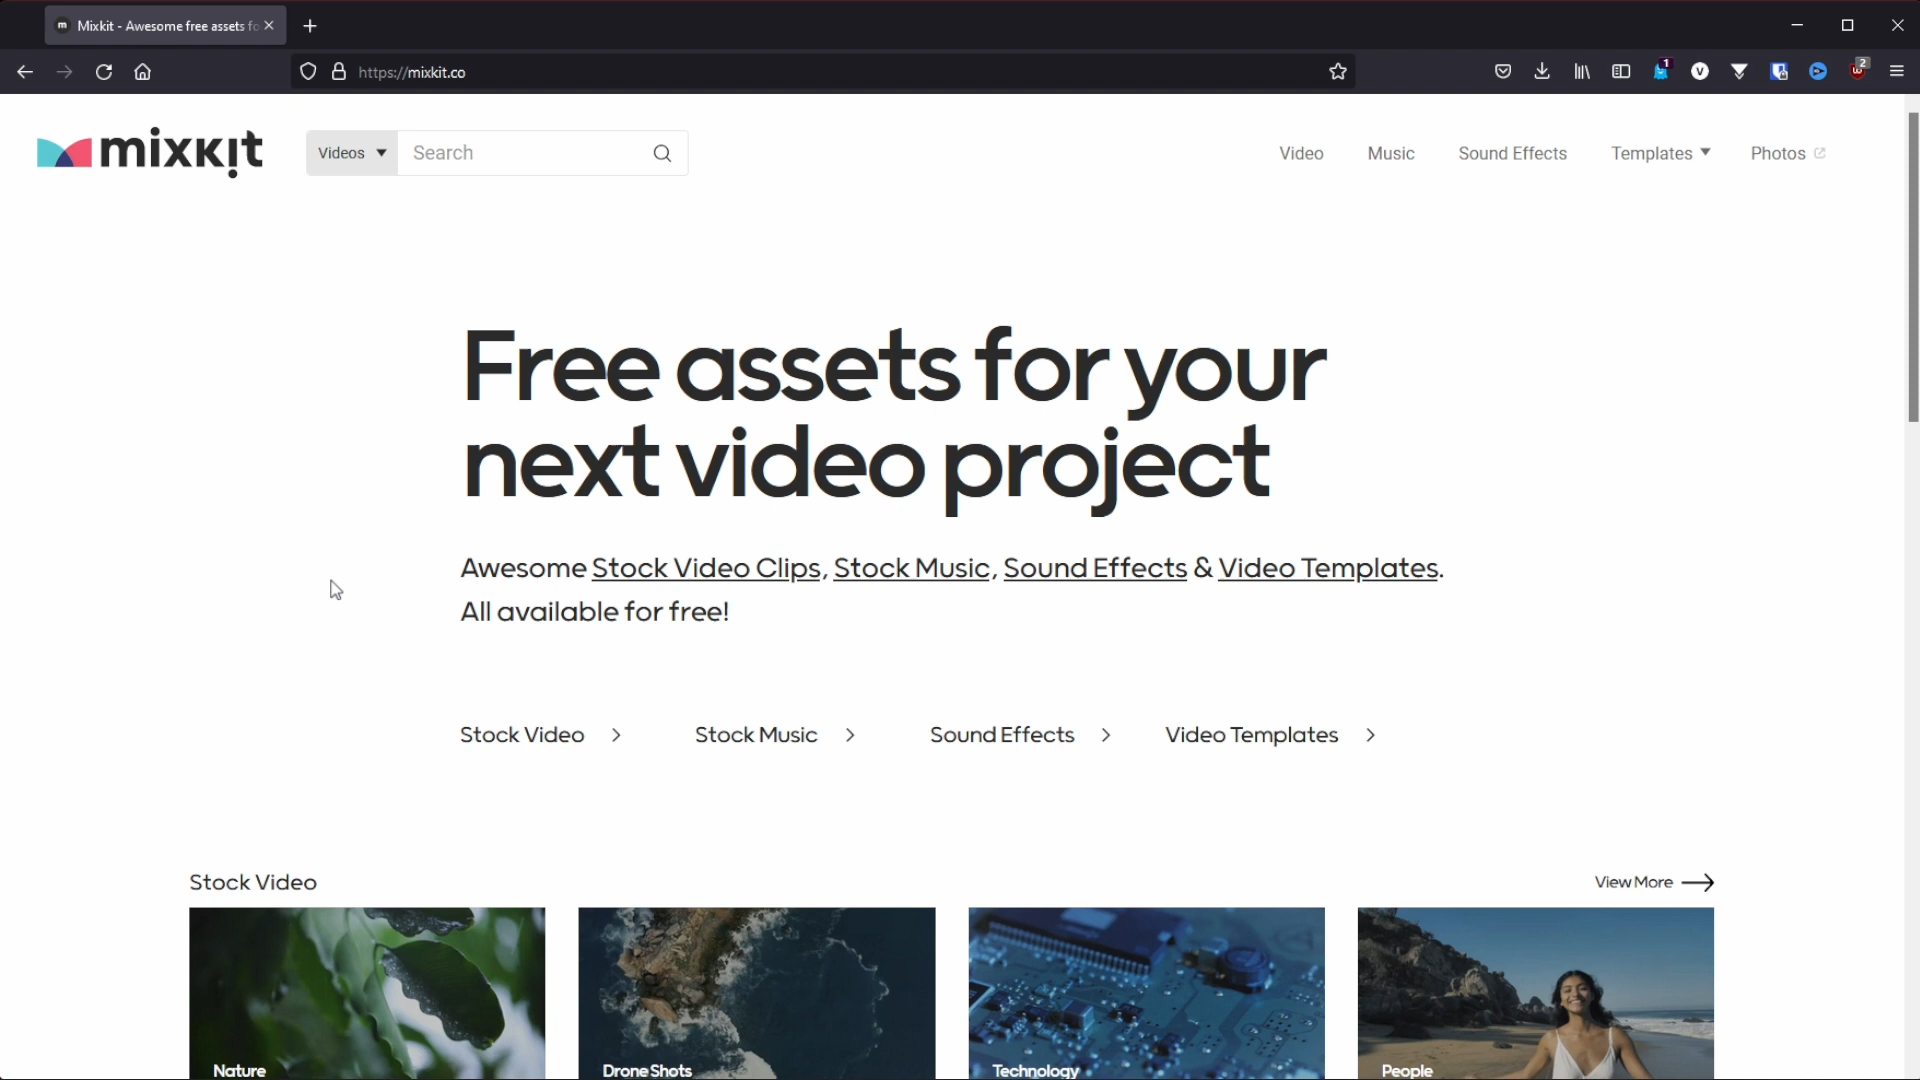 m Mixkit - Awesome free assets fo
1
2
https://mixkit.co
mixkit
Videos
Search
Video
Music
Sound Effects
Templates
Photos
Free assets for your
next video project
Awesome Stock Video Clips, Stock Music, Sound Effects & Video Templates.
All available for free!
Stock Video
Stock Music
Sound Effects
Video Templates
Stock Video
View More
Nature
Drone Shots
Technology
People